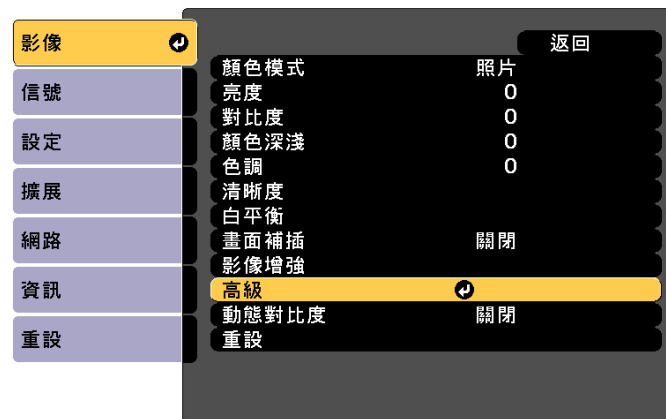 影像
信號
設定
擴展
網路
資訊
重設
返回
顏色模式 照片
亮度 0
對比度 0
顏色深淺 0
色調 0
清晰度
白平衡
畫面補插 關閉
影像增強
高級
動態對比度 關閉
重設